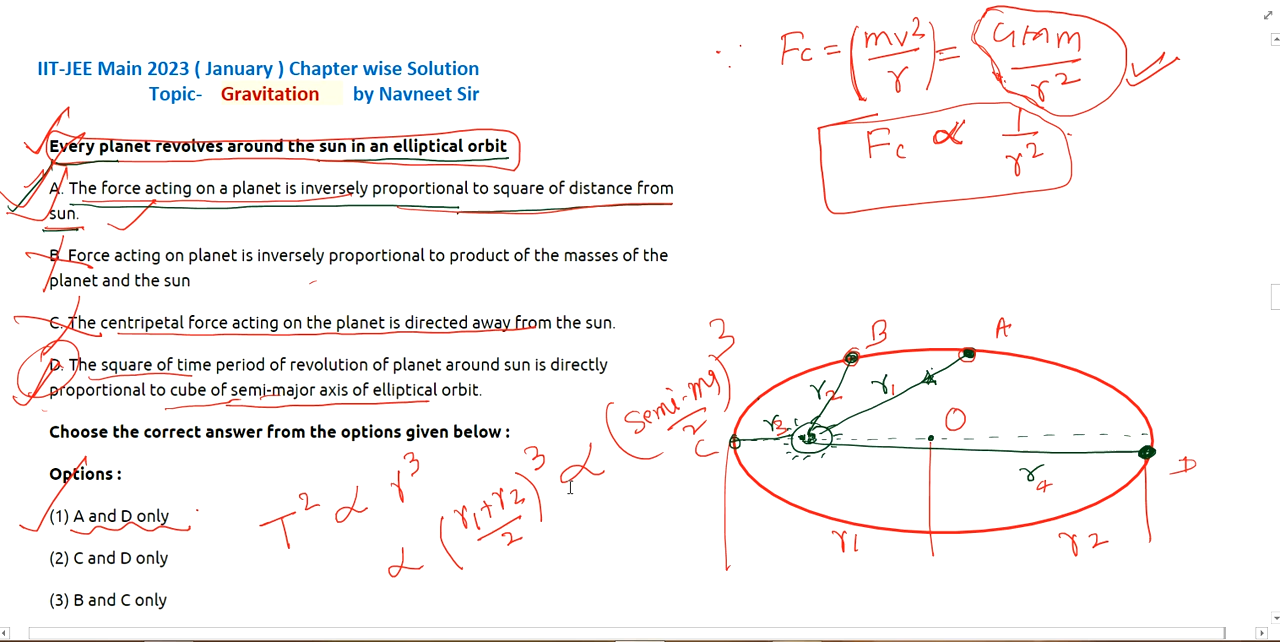 IIT-JEE Main 2023 ( January ) Chapter wise Solution
Topic- Gravitation by Navneet Sir
Every planet revolves around the sun in an elliptical orbit
A. The force acting on a planet is inversely proportional to square of distance from
sun.
B. Force acting on planet is inversely proportional to product of the masses of the
planet and the sun
C. The centripetal force acting on the planet is directed away from the sun.
D. The square of time period of revolution of planet around sun is directly
proportional to cube of semi-major axis of elliptical orbit.
Choose the correct answer from the options given below :
Options :
(1) A and D only
(2) C and D only
(3) B and C only
∵ Fc = (mv²/r) = GMm/r²
Fc ∝ 1/r²
T² ∝ r³
∝ (r1+r2/2)³ ∝
3
2
B
A
r2
r1
r3
O
C
D
r4
r1
r2